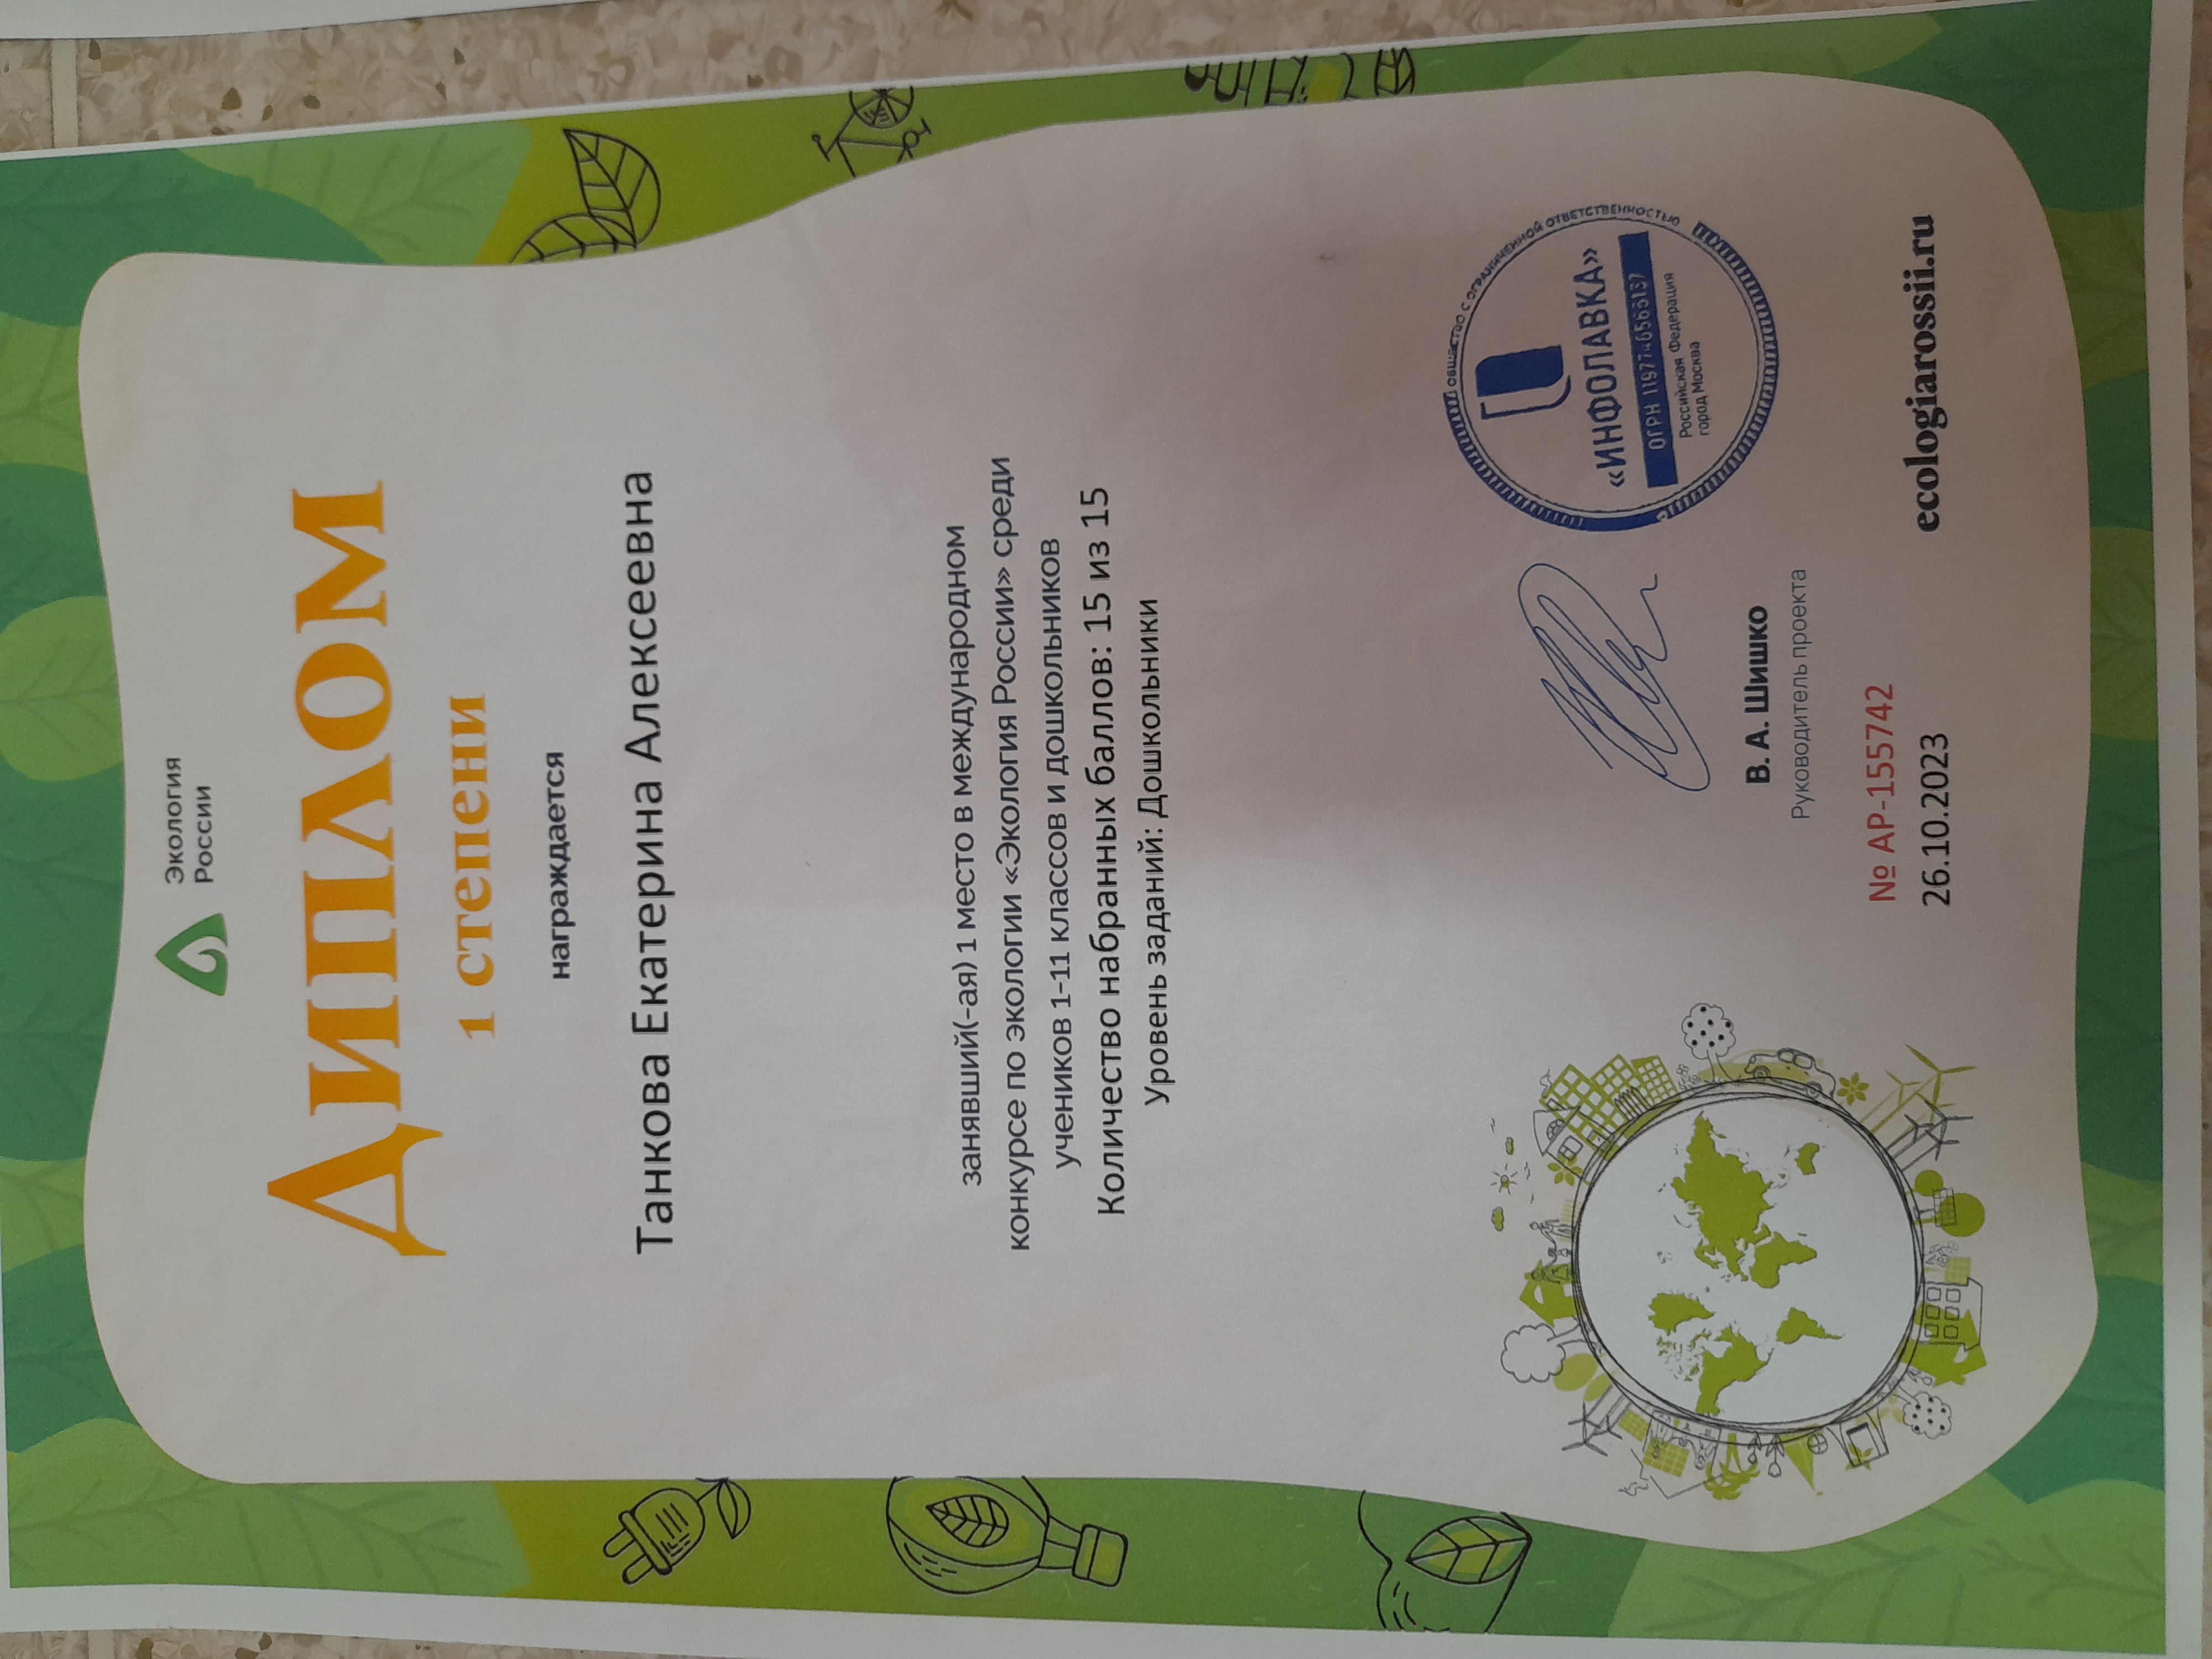 Экология
России
Диплом
1 степени
награждается
Танкова Екатерина Алексеевна
занявший(-ая) 1 место в международном
конкурсе по экологии «Экология России» среди
учеников 1-11 классов и дошкольников
Количество набранных баллов: 15 из 15
Уровень заданий: Дошкольники
В. А. Шишко
Руководитель проекта
ОБЩЕСТВО С ОГРАНИЧЕННОЙ ОТВЕТСТВЕННОСТЬЮ
«ИНФОЛАВКА»
ОГРН 1197746566137
Российская Федерация
город Москва
№ АР-155742
26.10.2023
ecologiarossii.ru